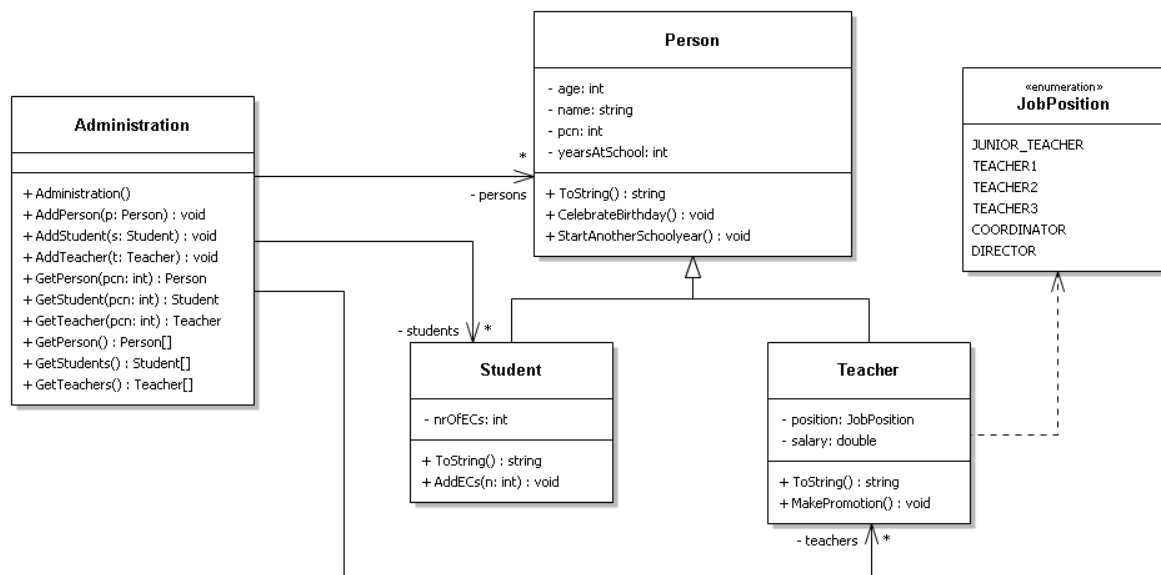 Person
- age: int
- name: string
- pcn: int
- yearsAtSchool: int
+ ToString() : string
+ CelebrateBirthday() : void
+ StartAnotherSchoolyear() : void
«enumeration»
JobPosition
JUNIOR_TEACHER
TEACHER1
TEACHER2
TEACHER3
COORDINATOR
DIRECTOR
Administration
+ Administration()
+ AddPerson(p: Person) : void
+ AddStudent(s: Student) : void
+ AddTeacher(t: Teacher) : void
+ GetPerson(pcn: int) : Person
+ GetStudent(pcn: int) : Student
+ GetTeacher(pcn: int) : Teacher
+ GetPerson() : Person[]
+ GetStudents() : Student[]
+ GetTeachers() : Teacher[]
*
- persons
- students *
Student
- nrOfECs: int
+ ToString() : string
+ AddECs(n: int) : void
Teacher
- position: JobPosition
- salary: double
+ ToString() : string
+ MakePromotion() : void
- teachers *